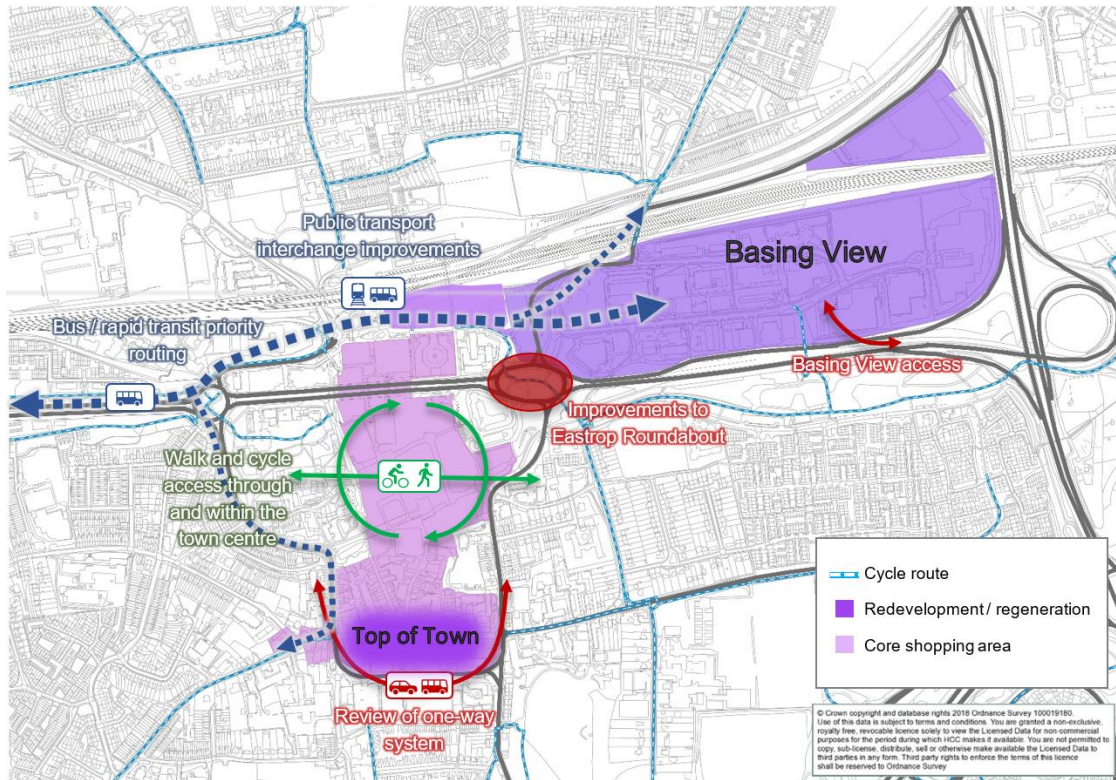 Public transport
interchange improvements
Basing View
Bus / rapid transit priority
routing
Basing View access
Improvements to
Eastrop Roundabout
Walk and cycle
access through
and within the
town centre
Top of Town
Review of one-way
system
Cycle route
Redevelopment / regeneration
Core shopping area
© Crown copyright and database rights 2018 Ordnance Survey 100019180.
Use of this data is subject to terms and conditions. You are granted a non-exclusive,
royalty free, revocable licence solely to view the Licensed Data for non-commercial
purposes for the period during which HCC makes it available. You are not permitted to
copy, sub-license, distribute, sell or otherwise make available the Licensed Data to
third parties in any form. Third party rights to enforce the terms of this licence
shall be reserved to Ordnance Survey